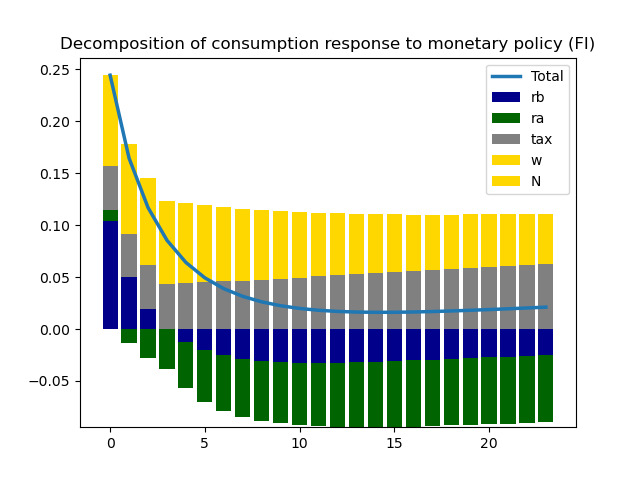 Decomposition of consumption response to monetary policy (FI)
0.25
0.20
0.15
0.10
0.05
0.00
−0.05
0 5 10 15 20
Total
rb
ra
tax
w
N